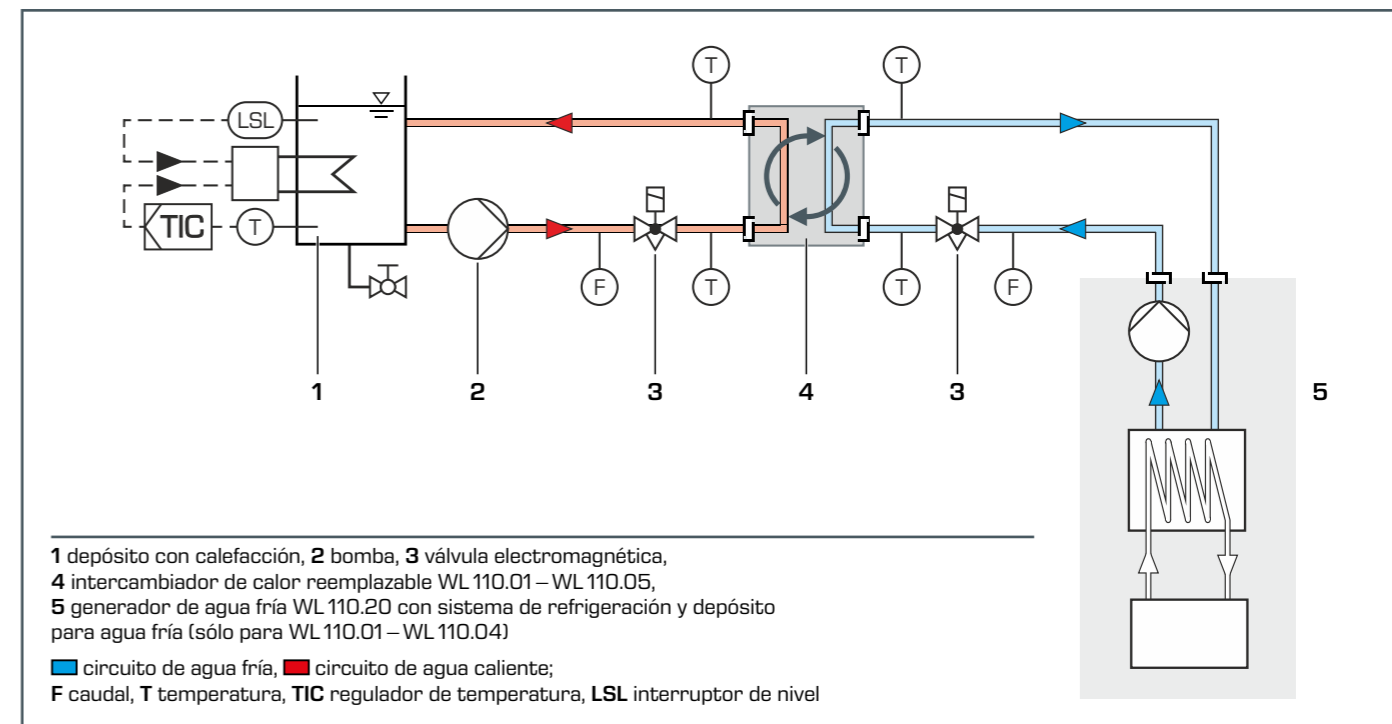 T
T
LSL
TIC
T
F
T
T
F
1
2
3
4
3
5
1 depósito con calefacción, 2 bomba, 3 válvula electromagnética,
4 intercambiador de calor reemplazable WL 110.01 – WL 110.05,
5 generador de agua fría WL 110.20 con sistema de refrigeración y depósito
para agua fría (sólo para WL 110.01 – WL 110.04)
circuito de agua fría, circuito de agua caliente;
F caudal, T temperatura, TIC regulador de temperatura, LSL interruptor de nivel